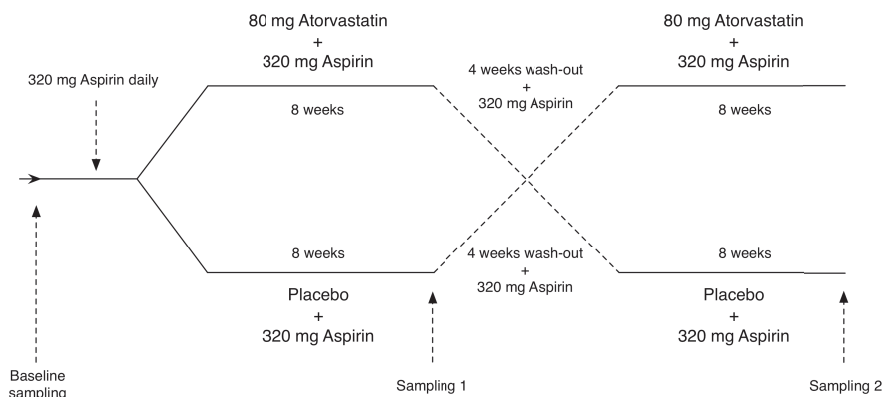 80 mg Atorvastatin
+
320 mg Aspirin
80 mg Atorvastatin
+
320 mg Aspirin
4 weeks wash-out
+
320 mg Aspirin
320 mg Aspirin daily
8 weeks
8 weeks
8 weeks
4 weeks wash-out
+
320 mg Aspirin
8 weeks
Placebo
+
320 mg Aspirin
Placebo
+
320 mg Aspirin
Baseline
sampling
Sampling 1
Sampling 2